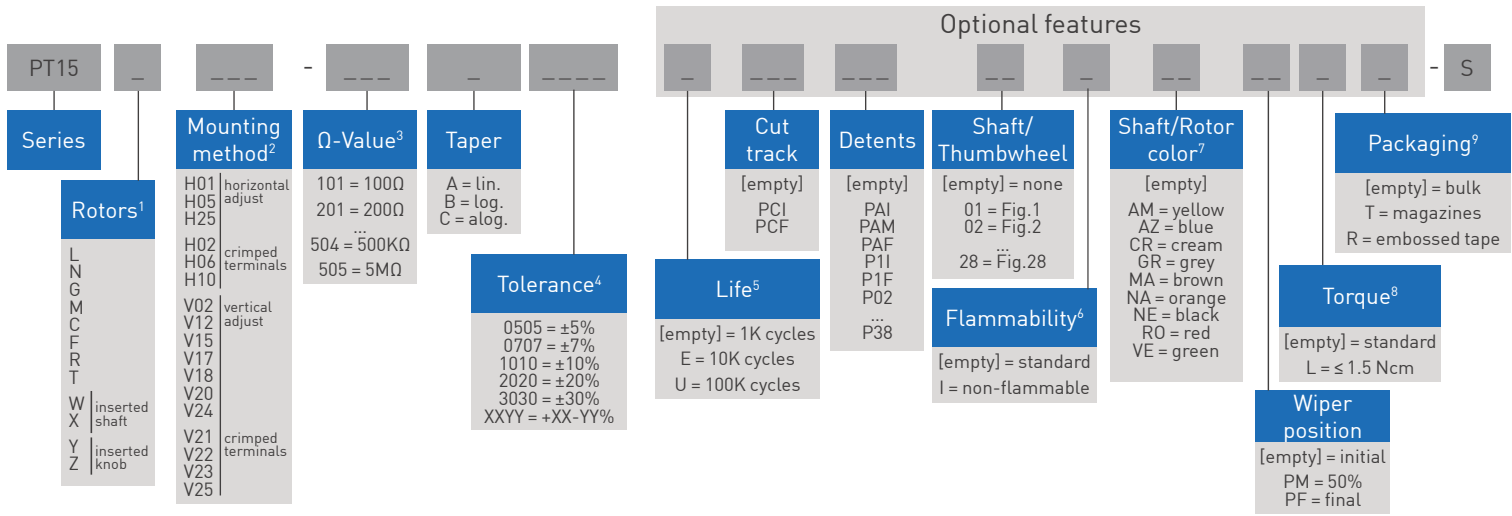 Optional features
PT15 _ _ _ _ - _ _ _ _ _ _ _ _ _ _ _ _ _ _ _ _ _ _ _ _ _ _ _ - S
Series
Rotors¹
L
N
G
M
C
F
R
T
W
X
inserted
shaft
Y
Z
inserted
knob
Mounting
method²
H01
H05
H25
horizontal
adjust
H02
H06
H10
crimped
terminals
V02
V12
V15
V17
V18
V20
V24
vertical
adjust
V21
V22
V23
V25
crimped
terminals
Ω-Value³
101 = 100Ω
201 = 200Ω
...
504 = 500KΩ
505 = 5MΩ
Taper
A = lin.
B = log.
C = alog.
Tolerance⁴
0505 = ±5%
0707 = ±7%
1010 = ±10%
2020 = ±20%
3030 = ±30%
XXYY = +XX-YY%
Life⁵
[empty] = 1K cycles
E = 10K cycles
U = 100K cycles
Cut
track
[empty]
PCI
PCF
Detents
[empty]
PAI
PAM
PAF
P1I
P1F
P02
...
P38
Shaft/
Thumbwheel
[empty] = none
01 = Fig.1
02 = Fig.2
...
28 = Fig.28
Flammability⁶
[empty] = standard
I = non-flammable
Shaft/Rotor
color⁷
[empty]
AM = yellow
AZ = blue
CR = cream
GR = grey
MA = brown
NA = orange
NE = black
RO = red
VE = green
Wiper
position
[empty] = initial
PM = 50%
PF = final
Torque⁸
[empty] = standard
L = ≤ 1.5 Ncm
Packaging⁹
[empty] = bulk
T = magazines
R = embossed tape